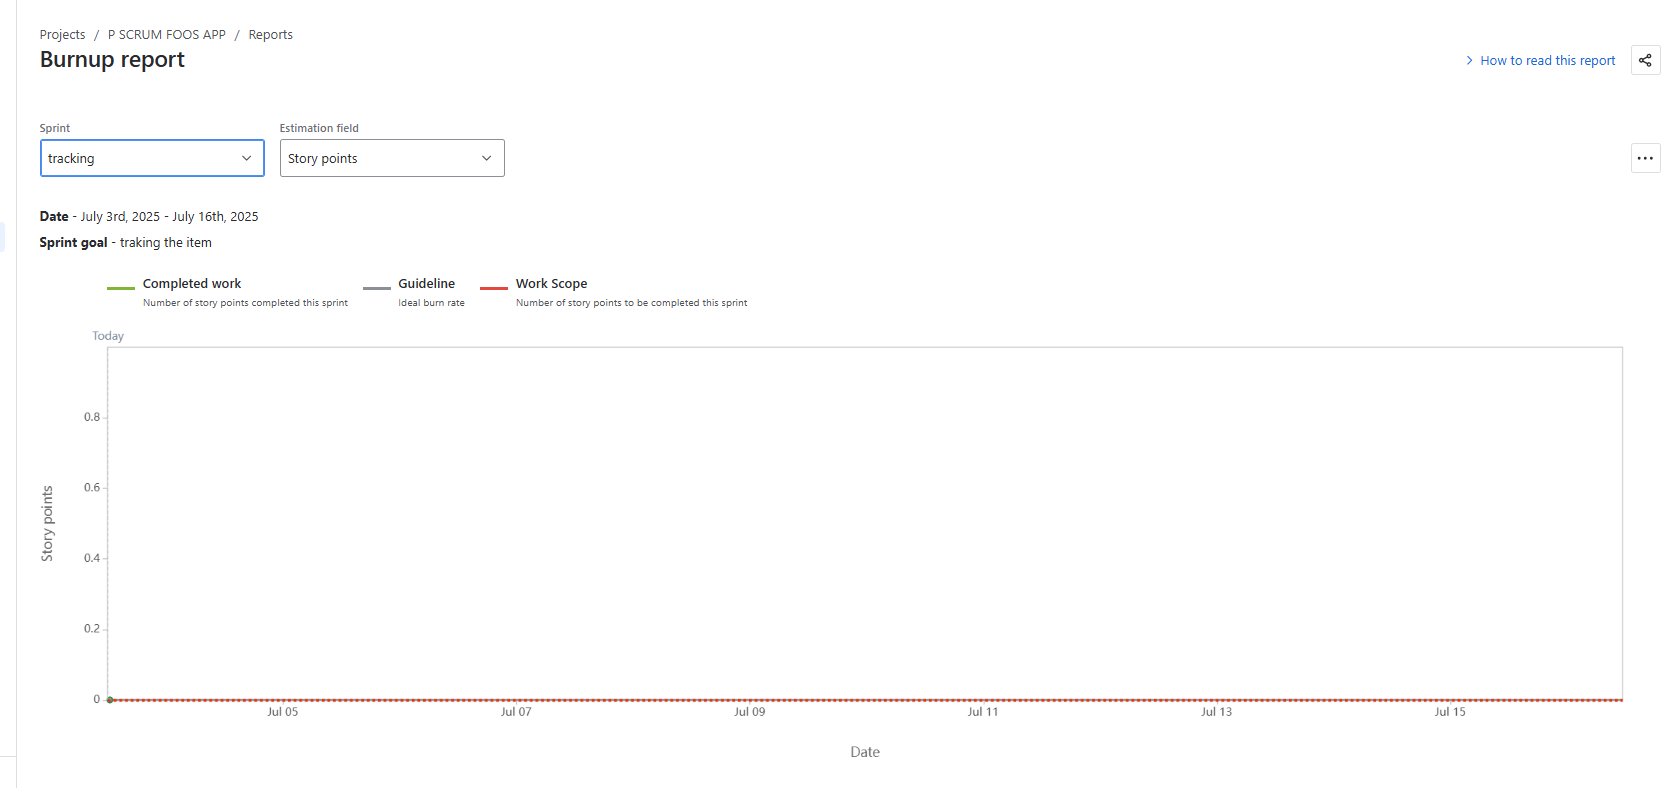 Projects / P SCRUM FOOS APP / Reports
Burnup report
How to read this report
Sprint
Estimation field
tracking
Story points
Date - July 3rd, 2025 - July 16th, 2025
Sprint goal - traking the item
Completed work
Number of story points completed this sprint
Guideline
Ideal burn rate
Work Scope
Number of story points to be completed this sprint
Today
0.8
0.6
0.4
0.2
0
Story points
Jul 05 Jul 07 Jul 09 Jul 11 Jul 13 Jul 15
Date